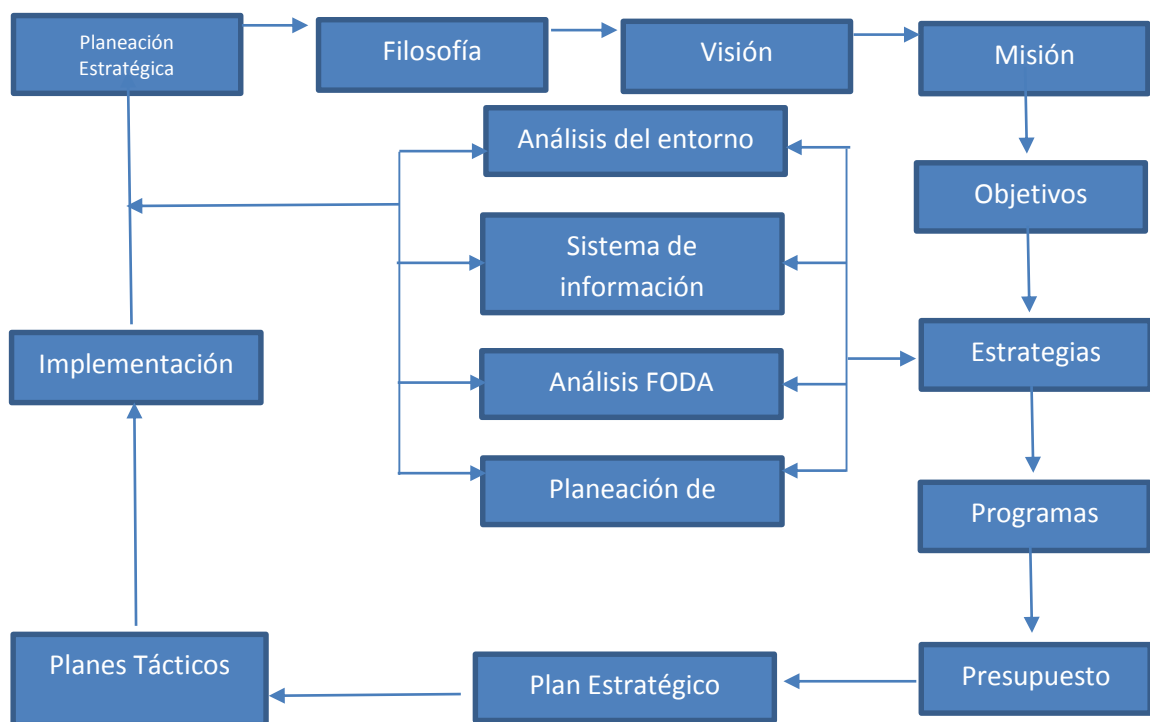 Planeación
Estratégica
Filosofía
Visión
Misión
Análisis del entorno
Objetivos
Sistema de
información
Implementación
Análisis FODA
Estrategias
Planeación de
Programas
Planes Tácticos
Plan Estratégico
Presupuesto